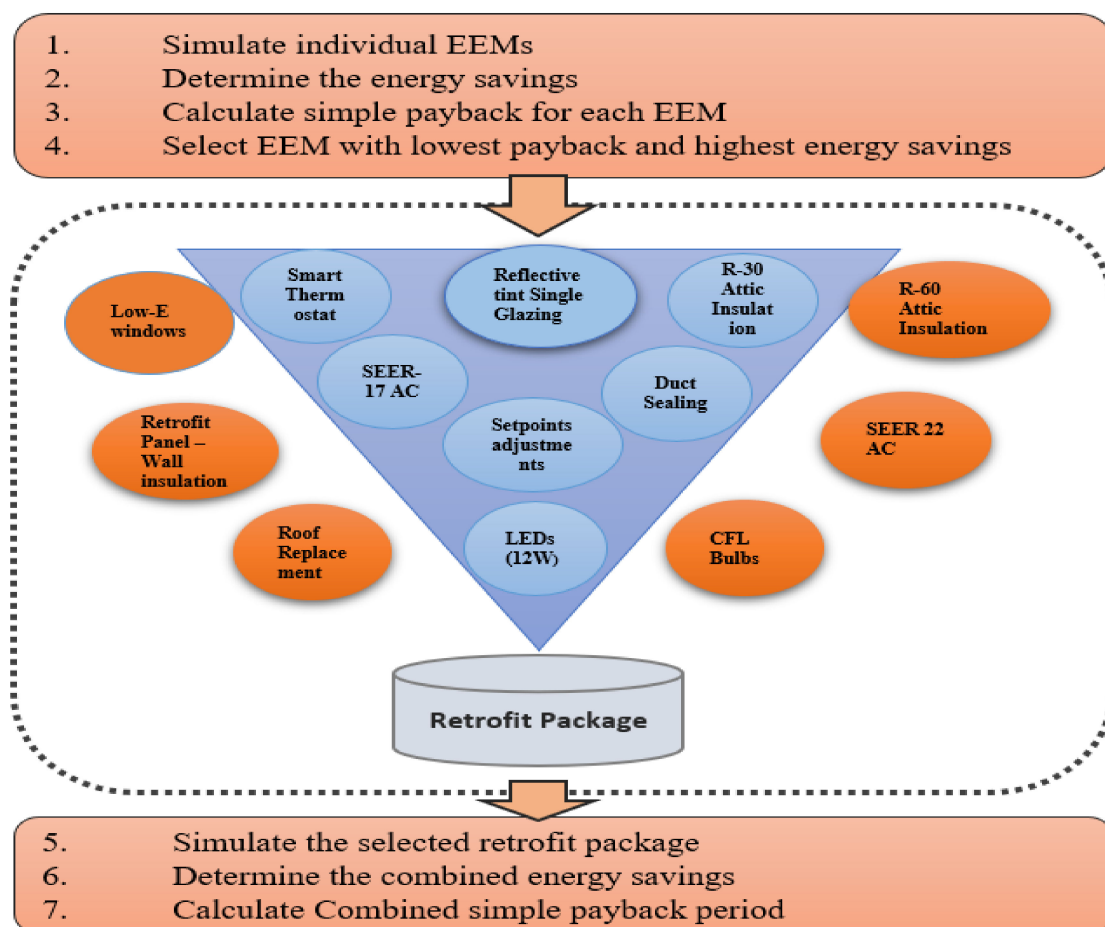 1. Simulate individual EEMs
2. Determine the energy savings
3. Calculate simple payback for each EEM
4. Select EEM with lowest payback and highest energy savings
Low-E
windows
Smart
Therm
ostat
Reflective
tint Single
Glazing
R-30
Attic
Insulat
ion
R-60
Attic
Insulation
SEER-
17 AC
Duct
Sealing
Retrofit
Panel –
Wall
insulation
Setpoints
adjustme
nts
SEER 22
AC
Roof
Replace
ment
LEDs
(12W)
CFL
Bulbs
Retrofit Package
5. Simulate the selected retrofit package
6. Determine the combined energy savings
7. Calculate Combined simple payback period